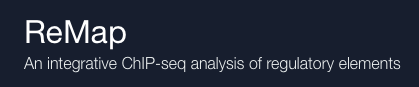 ReMap
An integrative ChIP-seq analysis of regulatory elements